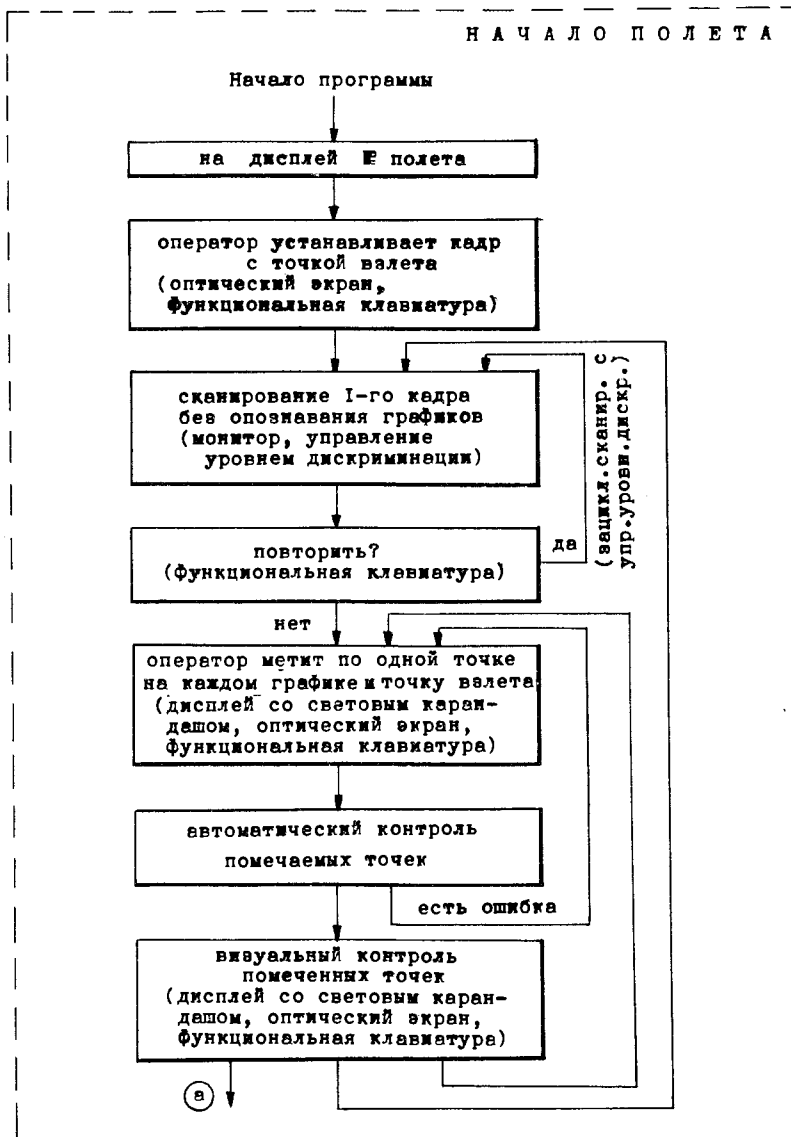 НАЧАЛО ПОЛЕТА
Начало программы
на дисплей № полета
оператор устанавливает кадр
с точкой взлета
(оптический экран,
функциональная клавиатура)
сканирование I-го кадра
без опознавания графиков
(монитор, управление
уровнем дискриминации)
(зацикл.сканир. с
упр.уровн.дискр.)
повторить?
(функциональная клавиатура)
да
нет
оператор метит по одной точке
на каждом графике и точку взлета
(дисплей со световым каран-
дашом, оптический экран,
функциональная клавиатура)
автоматический контроль
помечаемых точек
есть ошибка
визуальный контроль
помеченных точек
(дисплей со световым каран-
дашом, оптический экран,
функциональная клавиатура)
а